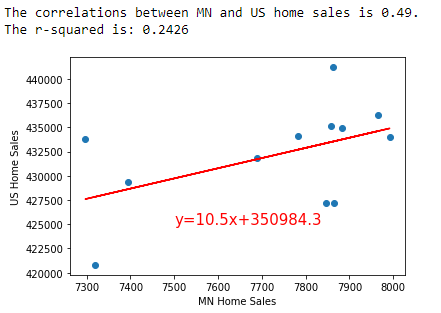 The correlations between MN and US home sales is 0.49.
The r-squared is: 0.2426
440000
437500
435000
432500
430000
427500
425000
422500
420000
US Home Sales
y=10.5x+350984.3
7300 7400 7500 7600 7700 7800 7900 8000
MN Home Sales